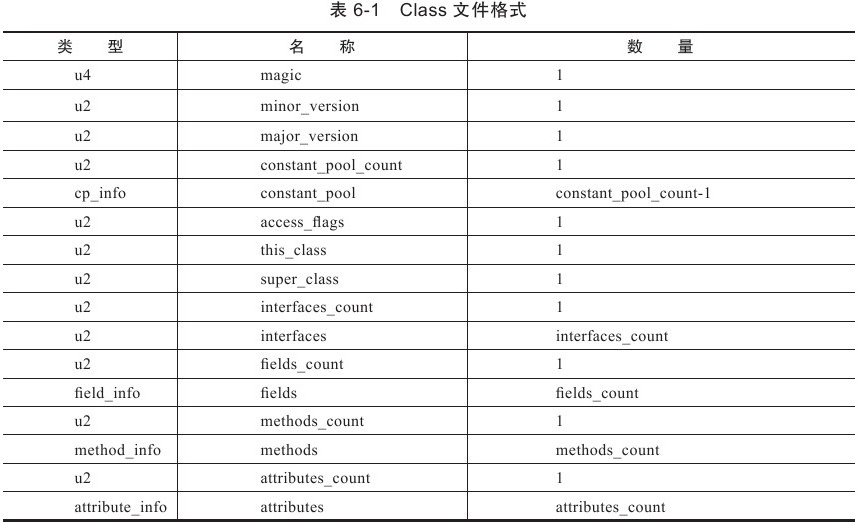 表 6-1 Class 文件格式
类 型 名 称 数 量
u4 magic 1
u2 minor_version 1
u2 major_version 1
u2 constant_pool_count 1
cp_info constant_pool constant_pool_count-1
u2 access_flags 1
u2 this_class 1
u2 super_class 1
u2 interfaces_count 1
u2 interfaces interfaces_count
u2 fields_count 1
field_info fields fields_count
u2 methods_count 1
method_info methods methods_count
u2 attributes_count 1
attribute_info attributes attributes_count